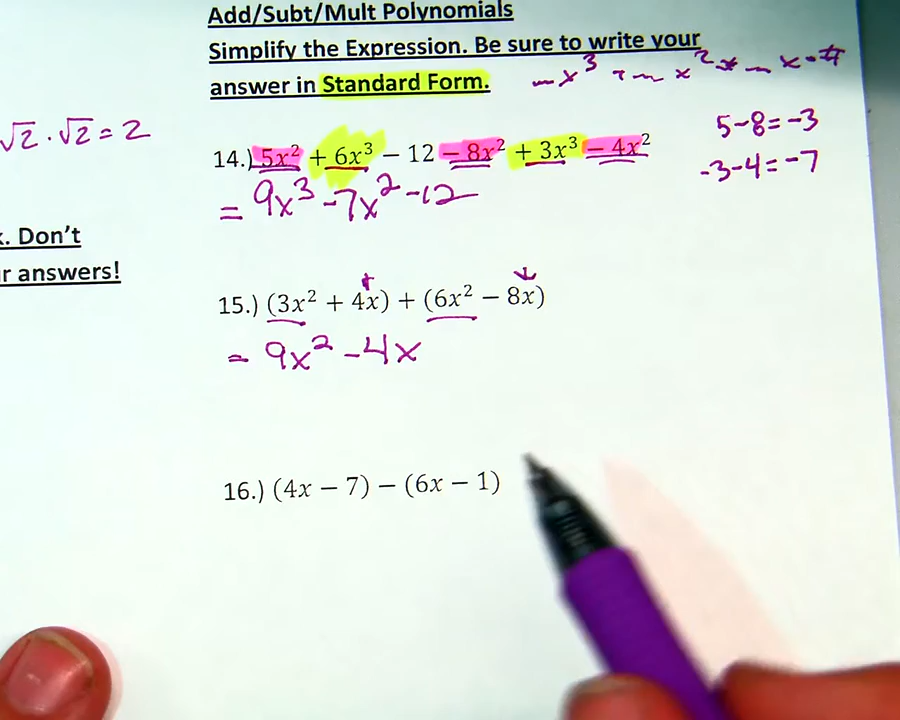 Add/Subt/Mult Polynomials
Simplify the Expression. Be sure to write your
answer in Standard Form.
x³ x² x
√2 · √2 = 2
5-8=-3
-3-4=-7
14.) 5x² + 6x³ − 12 − 8x² + 3x³ − 4x²
= 9x³ -7x² -12
. Don't
r answers!
15.) (3x² + 4x) + (6x² − 8x)
= 9x² -4x
16.) (4x − 7) − (6x − 1)